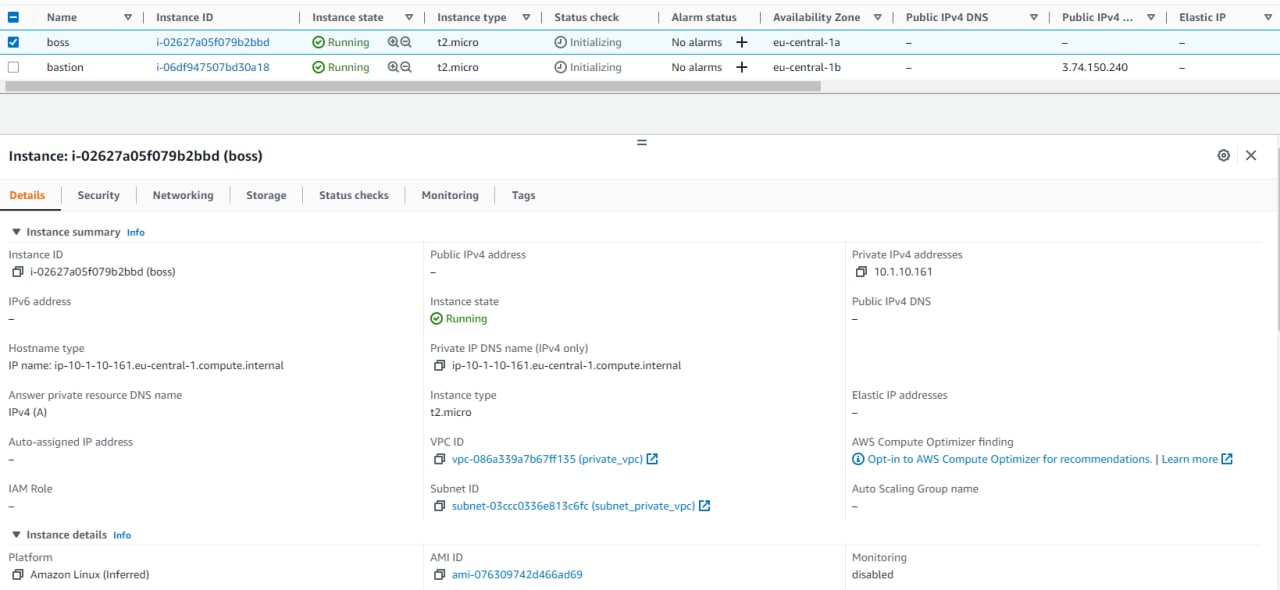 Name Instance ID Instance state Instance type Status check Alarm status Availability Zone Public IPv4 DNS Public IPv4 ... Elastic IP
boss i-02627a05f079b2bbd Running t2.micro Initializing No alarms + eu-central-1a – – –
bastion i-06df947507bd30a18 Running t2.micro Initializing No alarms + eu-central-1b – 3.74.150.240 –
Instance: i-02627a05f079b2bbd (boss)
Details Security Networking Storage Status checks Monitoring Tags
Instance summary Info
Instance ID Public IPv4 address Private IPv4 addresses
i-02627a05f079b2bbd (boss) – 10.1.10.161
IPv6 address Instance state Public IPv4 DNS
– Running –
Hostname type Private IP DNS name (IPv4 only)
IP name: ip-10-1-10-161.eu-central-1.compute.internal ip-10-1-10-161.eu-central-1.compute.internal
Answer private resource DNS name Instance type Elastic IP addresses
IPv4 (A) t2.micro –
Auto-assigned IP address VPC ID AWS Compute Optimizer finding
– vpc-086a339a7b67ff135 (private_vpc) Opt-in to AWS Compute Optimizer for recommendations. | Learn more
IAM Role Subnet ID Auto Scaling Group name
– subnet-03ccc0336e813c6fc (subnet_private_vpc) –
Instance details Info
Platform AMI ID Monitoring
Amazon Linux (Inferred) ami-076309742d466ad69 disabled